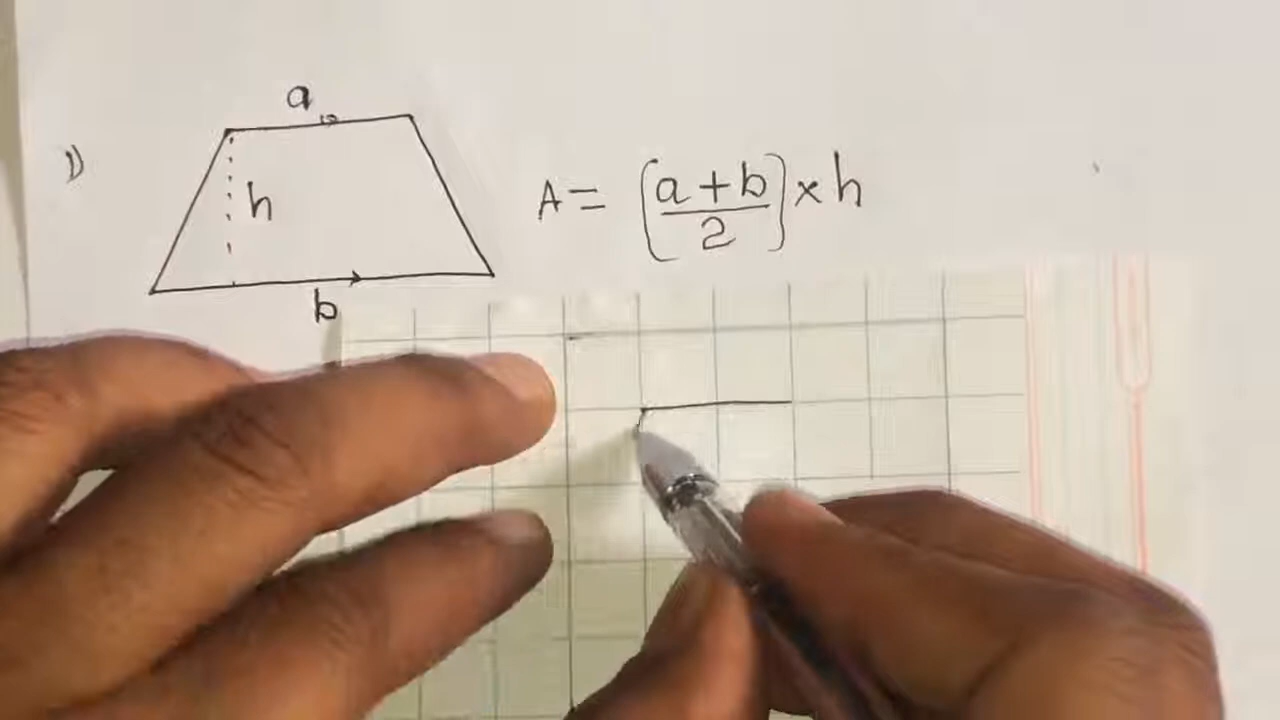 a
1)
h
A = (a+b/2) × h
b